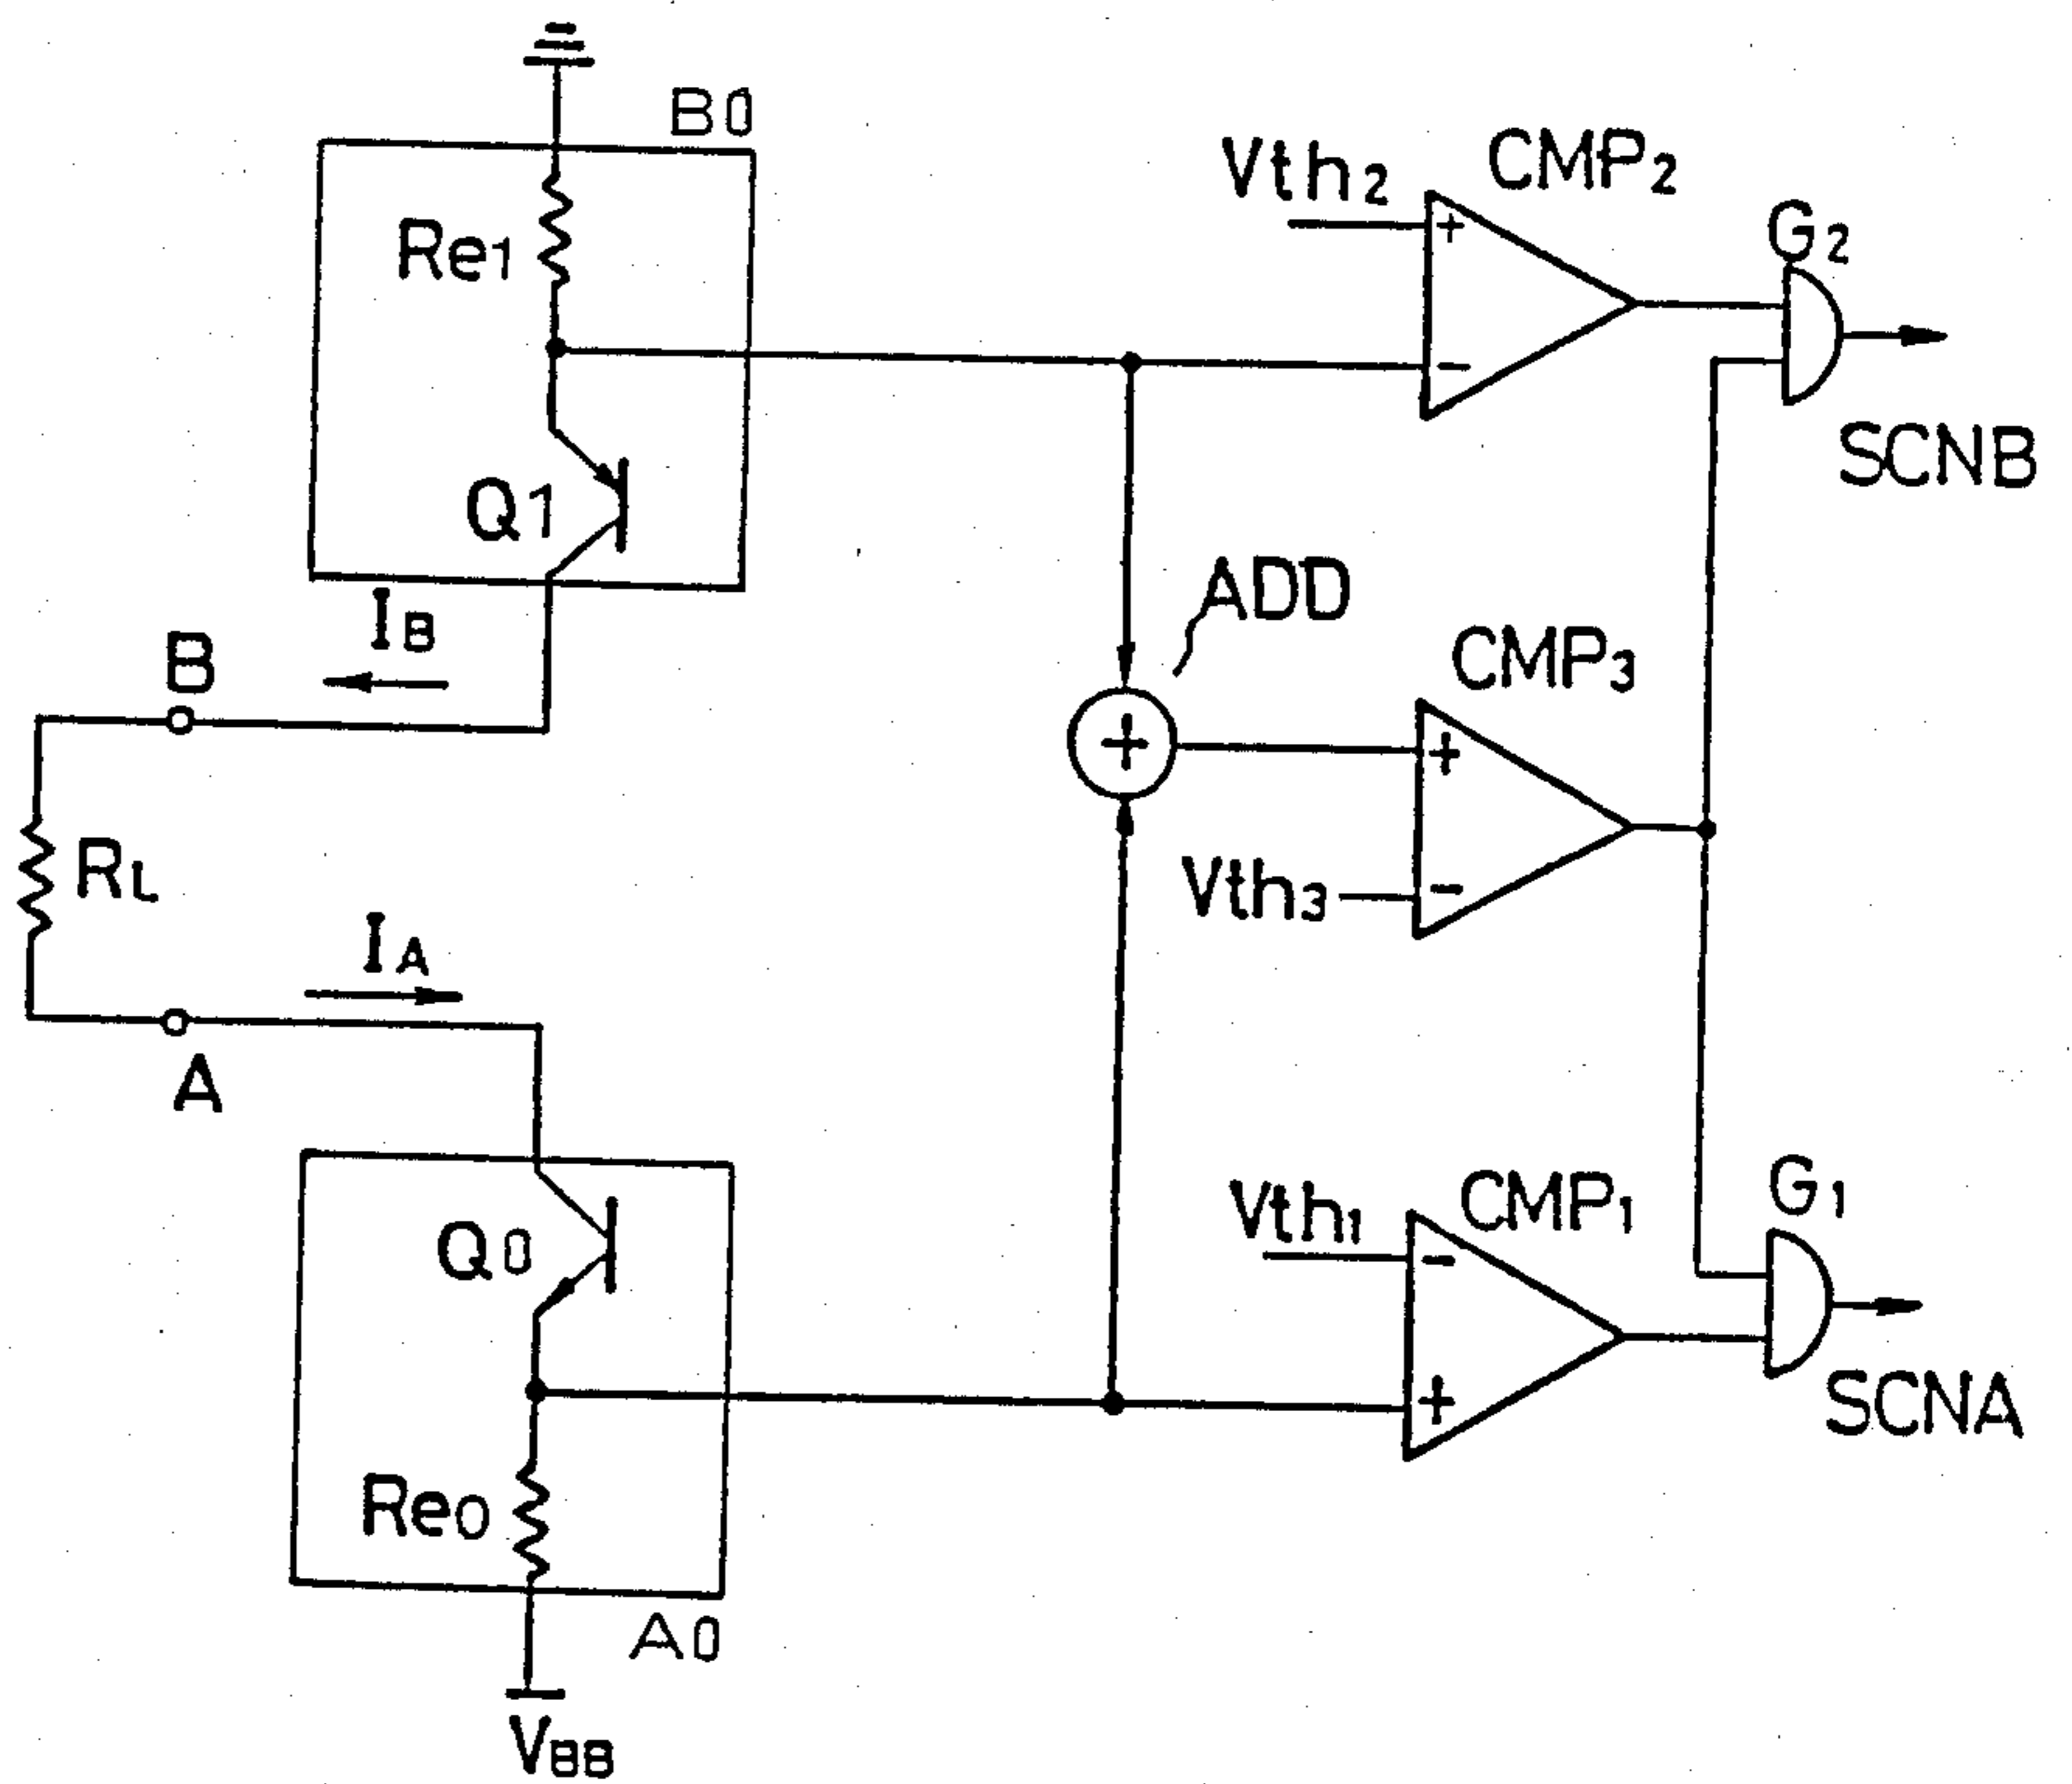 B0
Vth2
CMP2
G2
Re1
+
-
SCNB
Q1
ADD
IB
B
CMP3
+
+
RL
Vth3
-
IA
A
Vth1
CMP1
G1
Q0
-
+
SCNA
Re0
A0
VBB